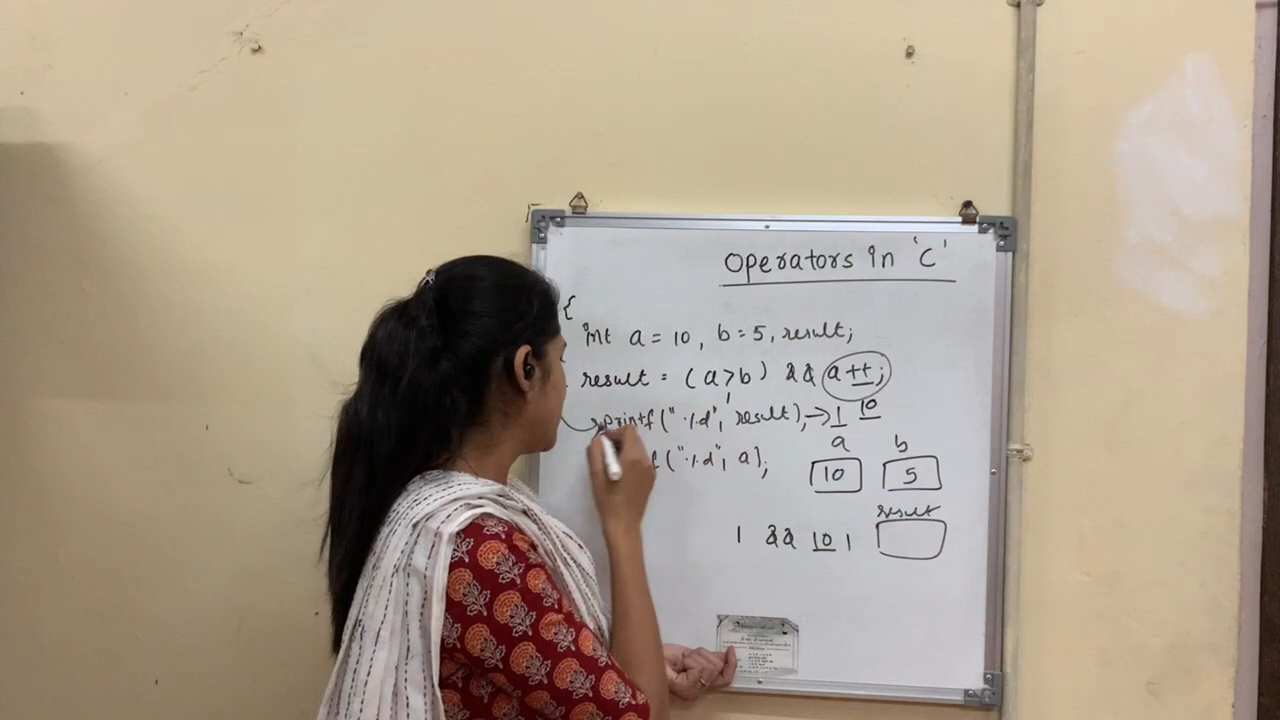 Operators in 'C'
{
int a = 10, b = 5, result;
result = (a>b) && a++;
printf("%d", result); → 1 10
f("%d", a);
a b
10 5
result
1 && 10 1